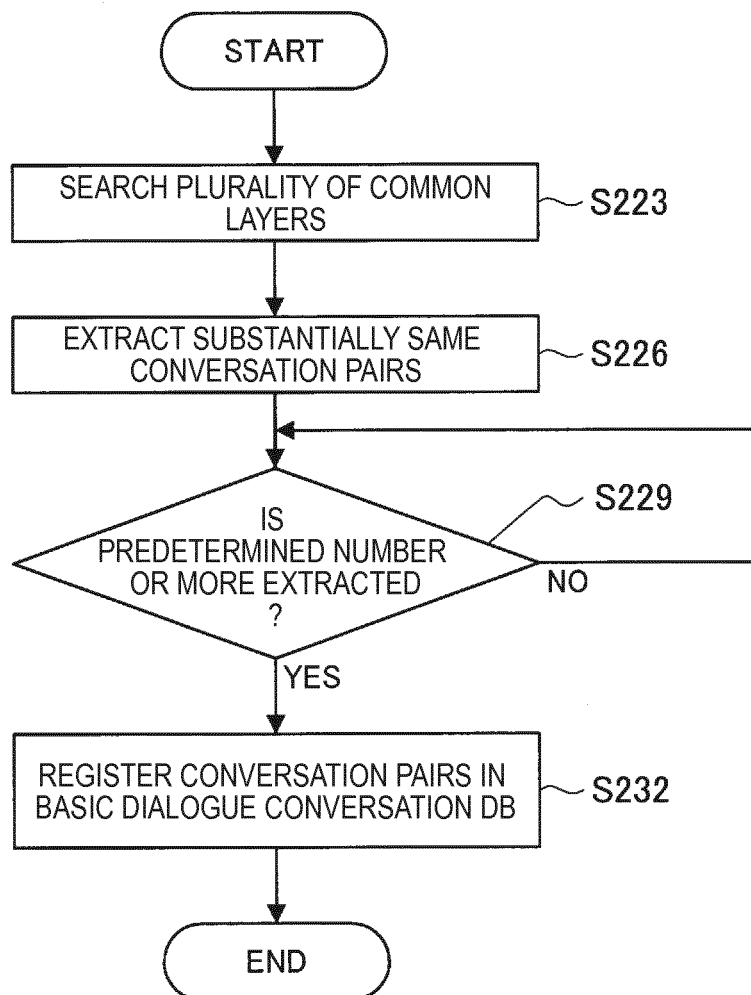 START
SEARCH PLURALITY OF COMMON
LAYERS
S223
EXTRACT SUBSTANTIALLY SAME
CONVERSATION PAIRS
S226
IS
PREDETERMINED NUMBER
OR MORE EXTRACTED
?
S229
NO
YES
REGISTER CONVERSATION PAIRS IN
BASIC DIALOGUE CONVERSATION DB
S232
END